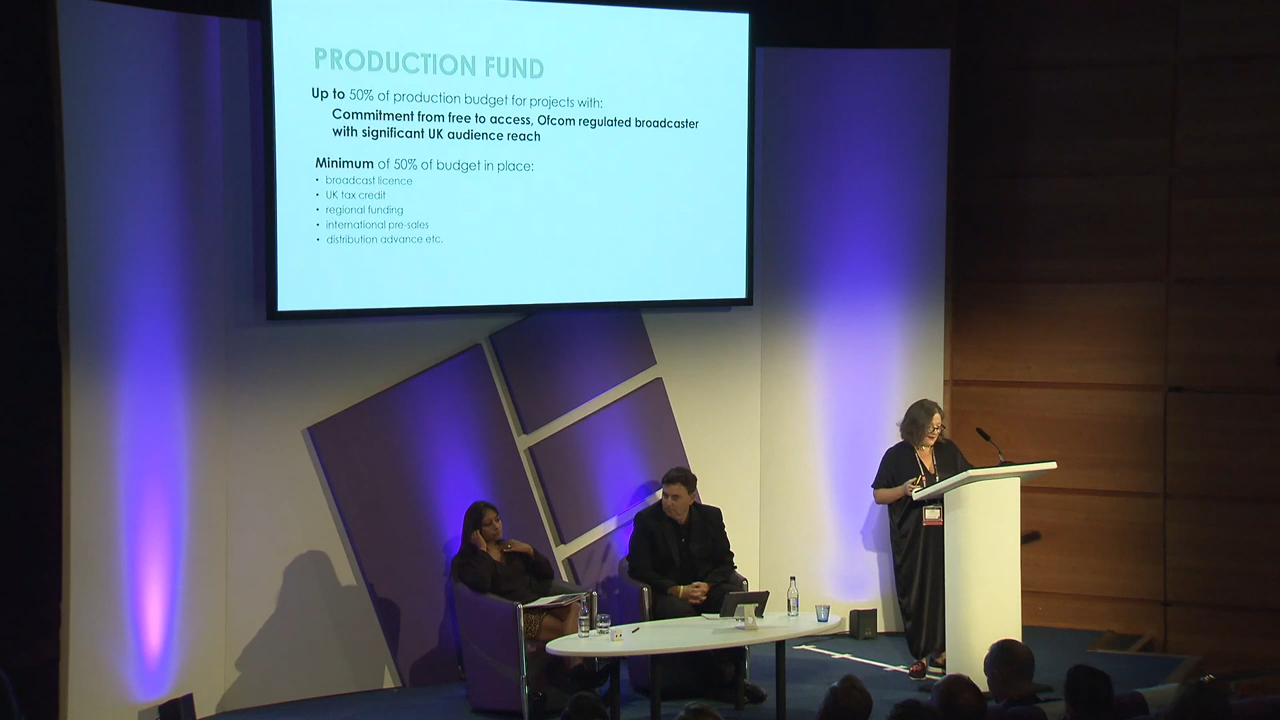 PRODUCTION FUND
Up to 50% of production budget for projects with:
Commitment from free to access, Ofcom regulated broadcaster
with significant UK audience reach
Minimum of 50% of budget in place:
• broadcast licence
• UK tax credit
• regional funding
• international pre-sales
• distribution advance etc.